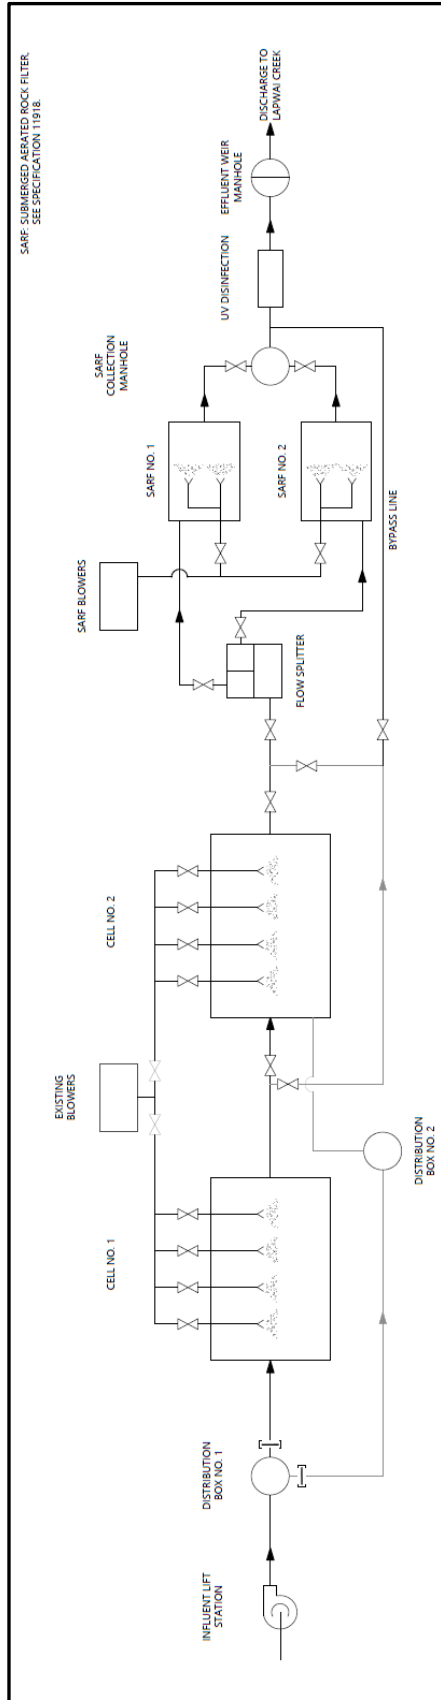 SARF: SUBMERGED AERATED ROCK FILTER,
SEE SPECIFICATION 11918.
INFLUENT LIFT
STATION
DISTRIBUTION
BOX NO. 1
CELL NO. 1
EXISTING
BLOWERS
DISTRIBUTION
BOX NO. 2
CELL NO. 2
FLOW SPLITTER
SARF BLOWERS
SARF NO. 1
SARF NO. 2
BYPASS LINE
SARF
COLLECTION
MANHOLE
UV DISINFECTION
EFFLUENT WEIR
MANHOLE
DISCHARGE TO
LAPWAI CREEK